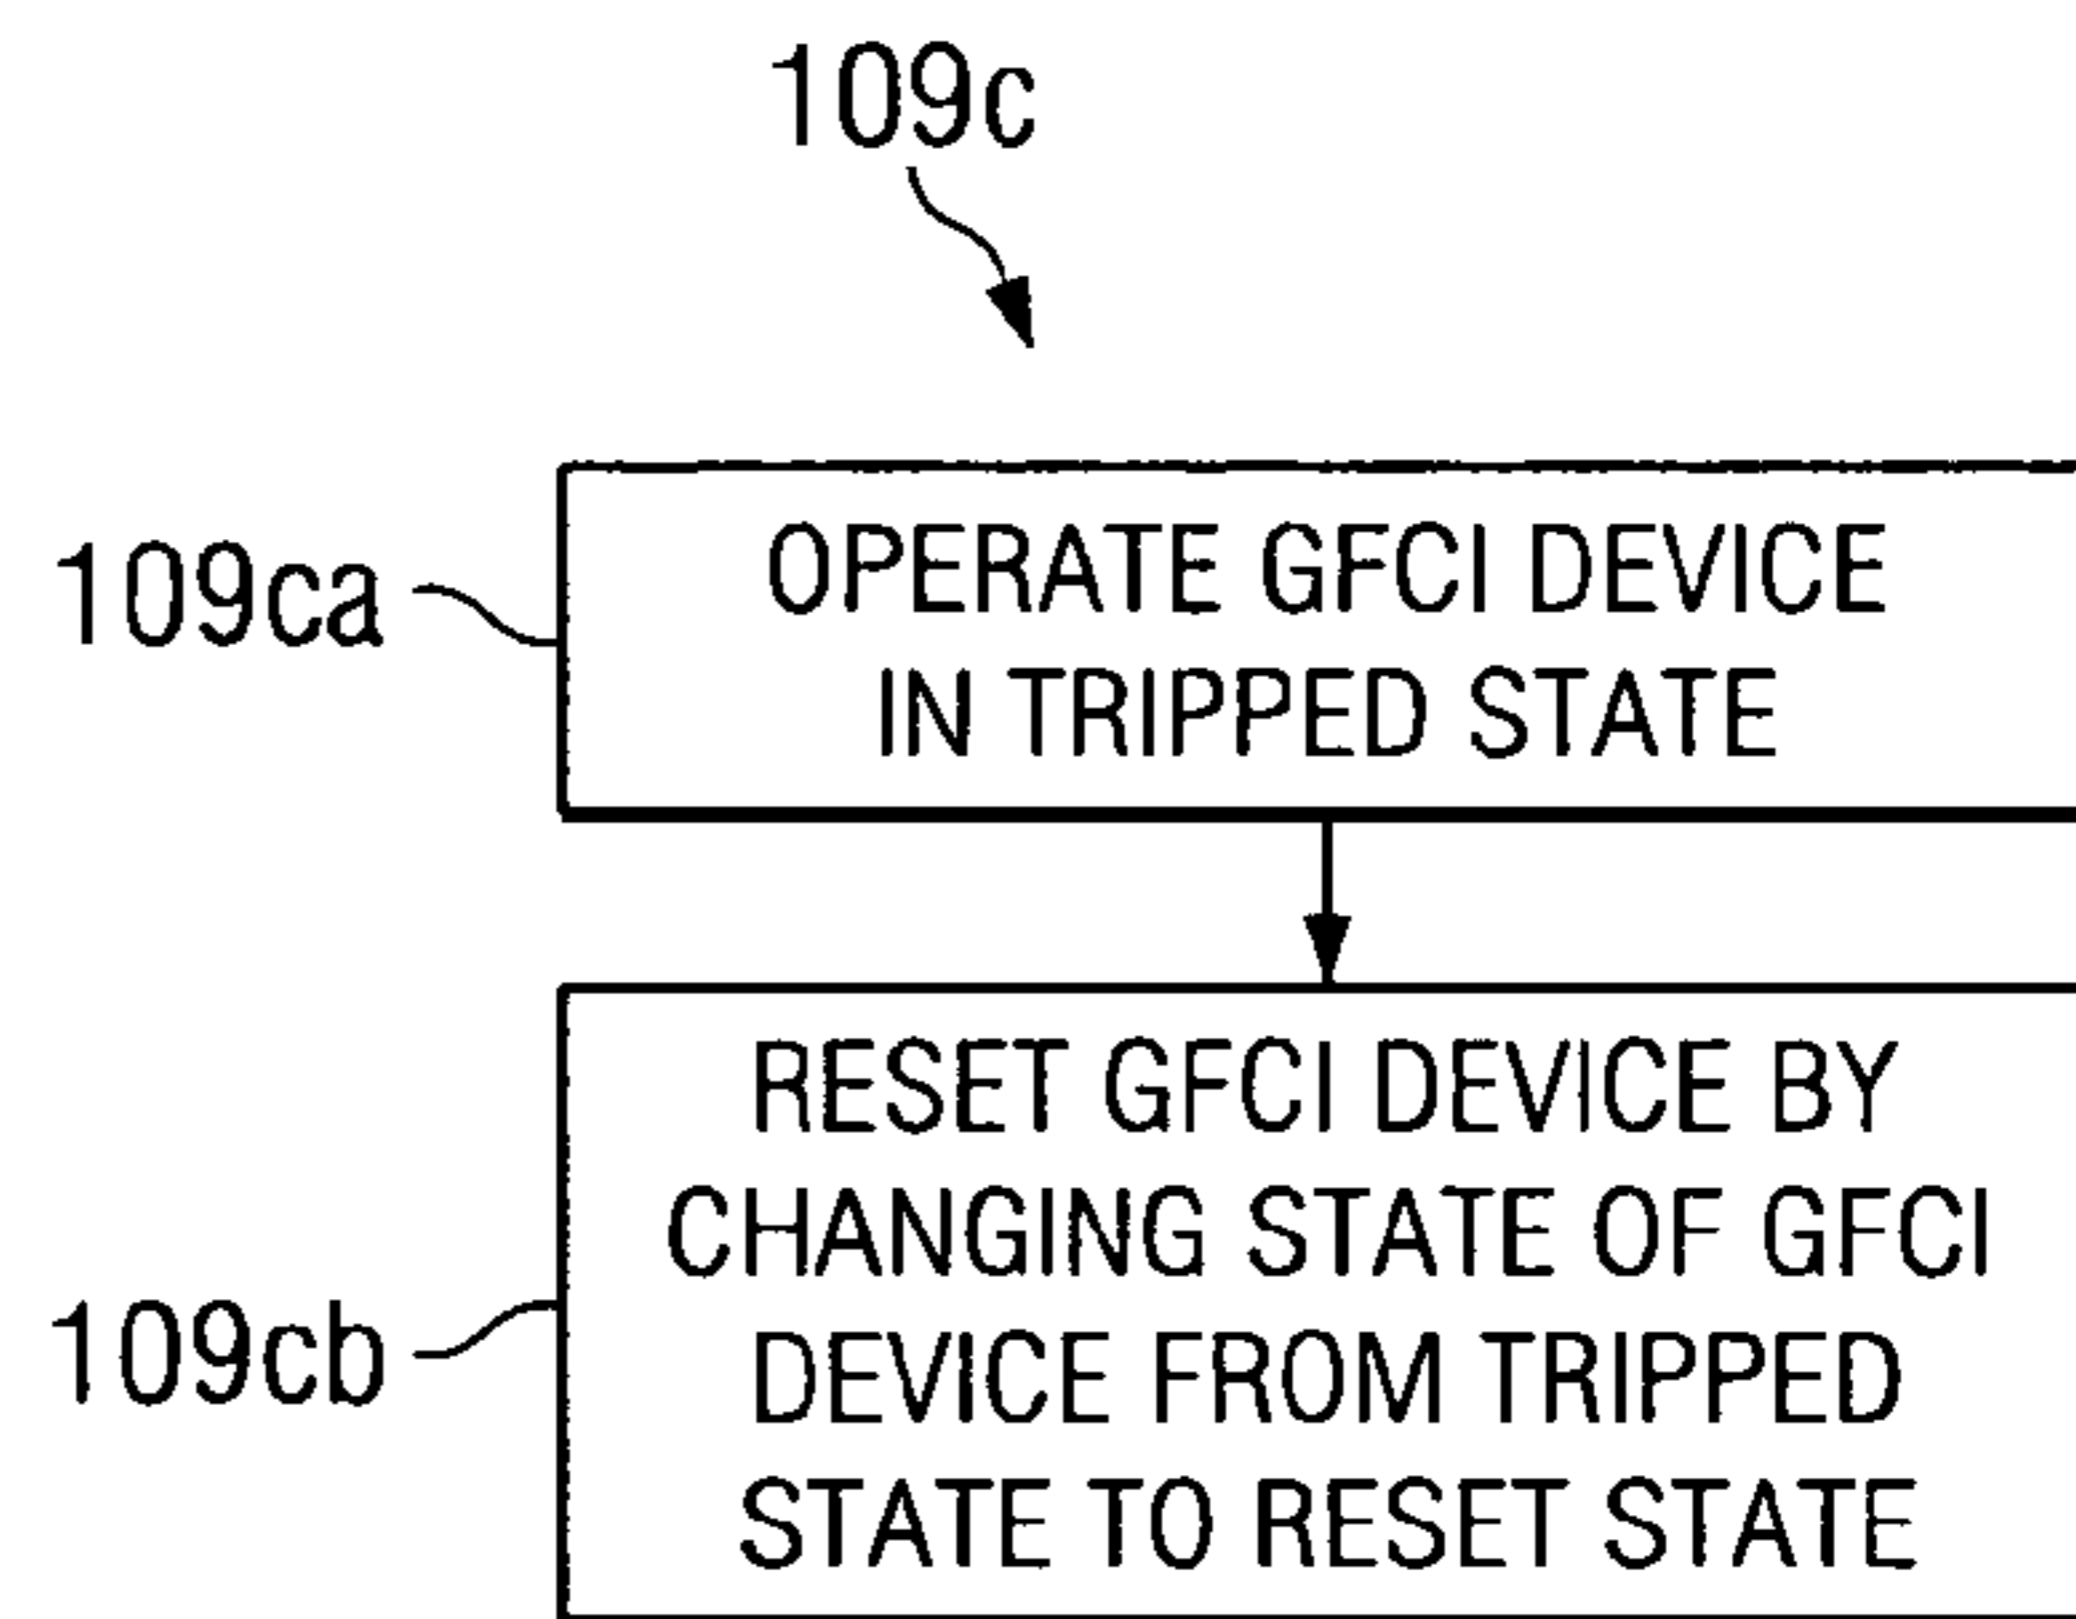 109c
109ca
OPERATE GFCI DEVICE
IN TRIPPED STATE
109cb
RESET GFCI DEVICE BY
CHANGING STATE OF GFCI
DEVICE FROM TRIPPED
STATE TO RESET STATE